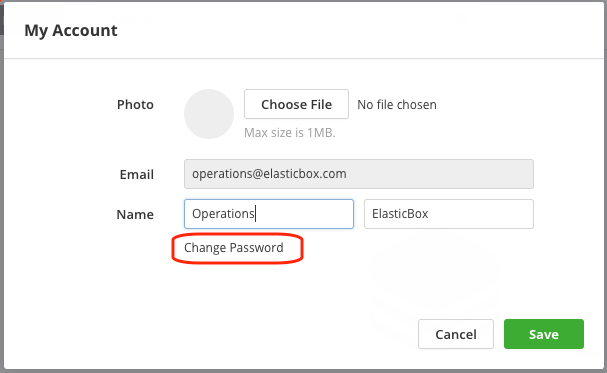 My Account
Photo Choose File No file chosen
Max size is 1MB.
Email operations@elasticbox.com
Name Operations ElasticBox
Change Password
Cancel Save